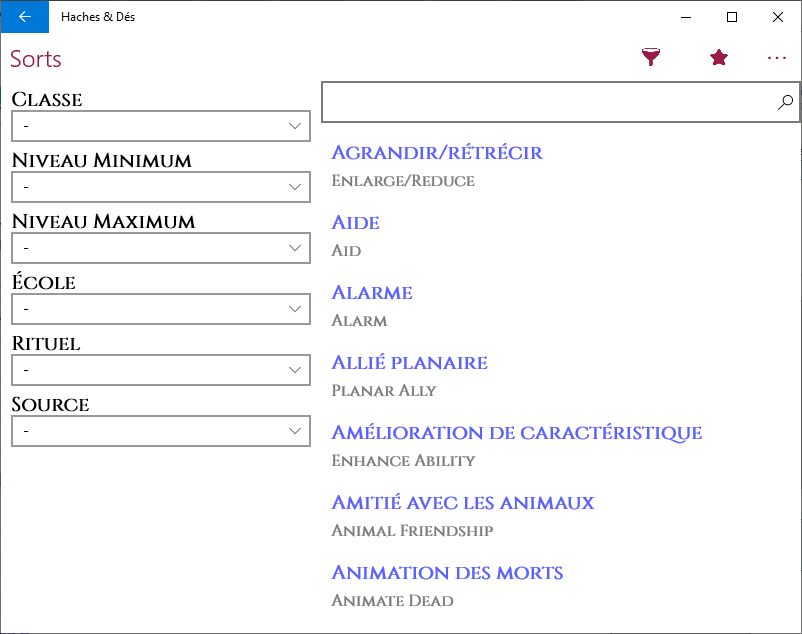 Haches & Dés
Sorts
Classe
-
Niveau Minimum
-
Niveau Maximum
-
École
-
Rituel
-
Source
-
Agrandir/rétrécir
Enlarge/Reduce
Aide
Aid
Alarme
Alarm
Allié planaire
Planar Ally
Amélioration de caractéristique
Enhance Ability
Amitié avec les animaux
Animal Friendship
Animation des morts
Animate Dead